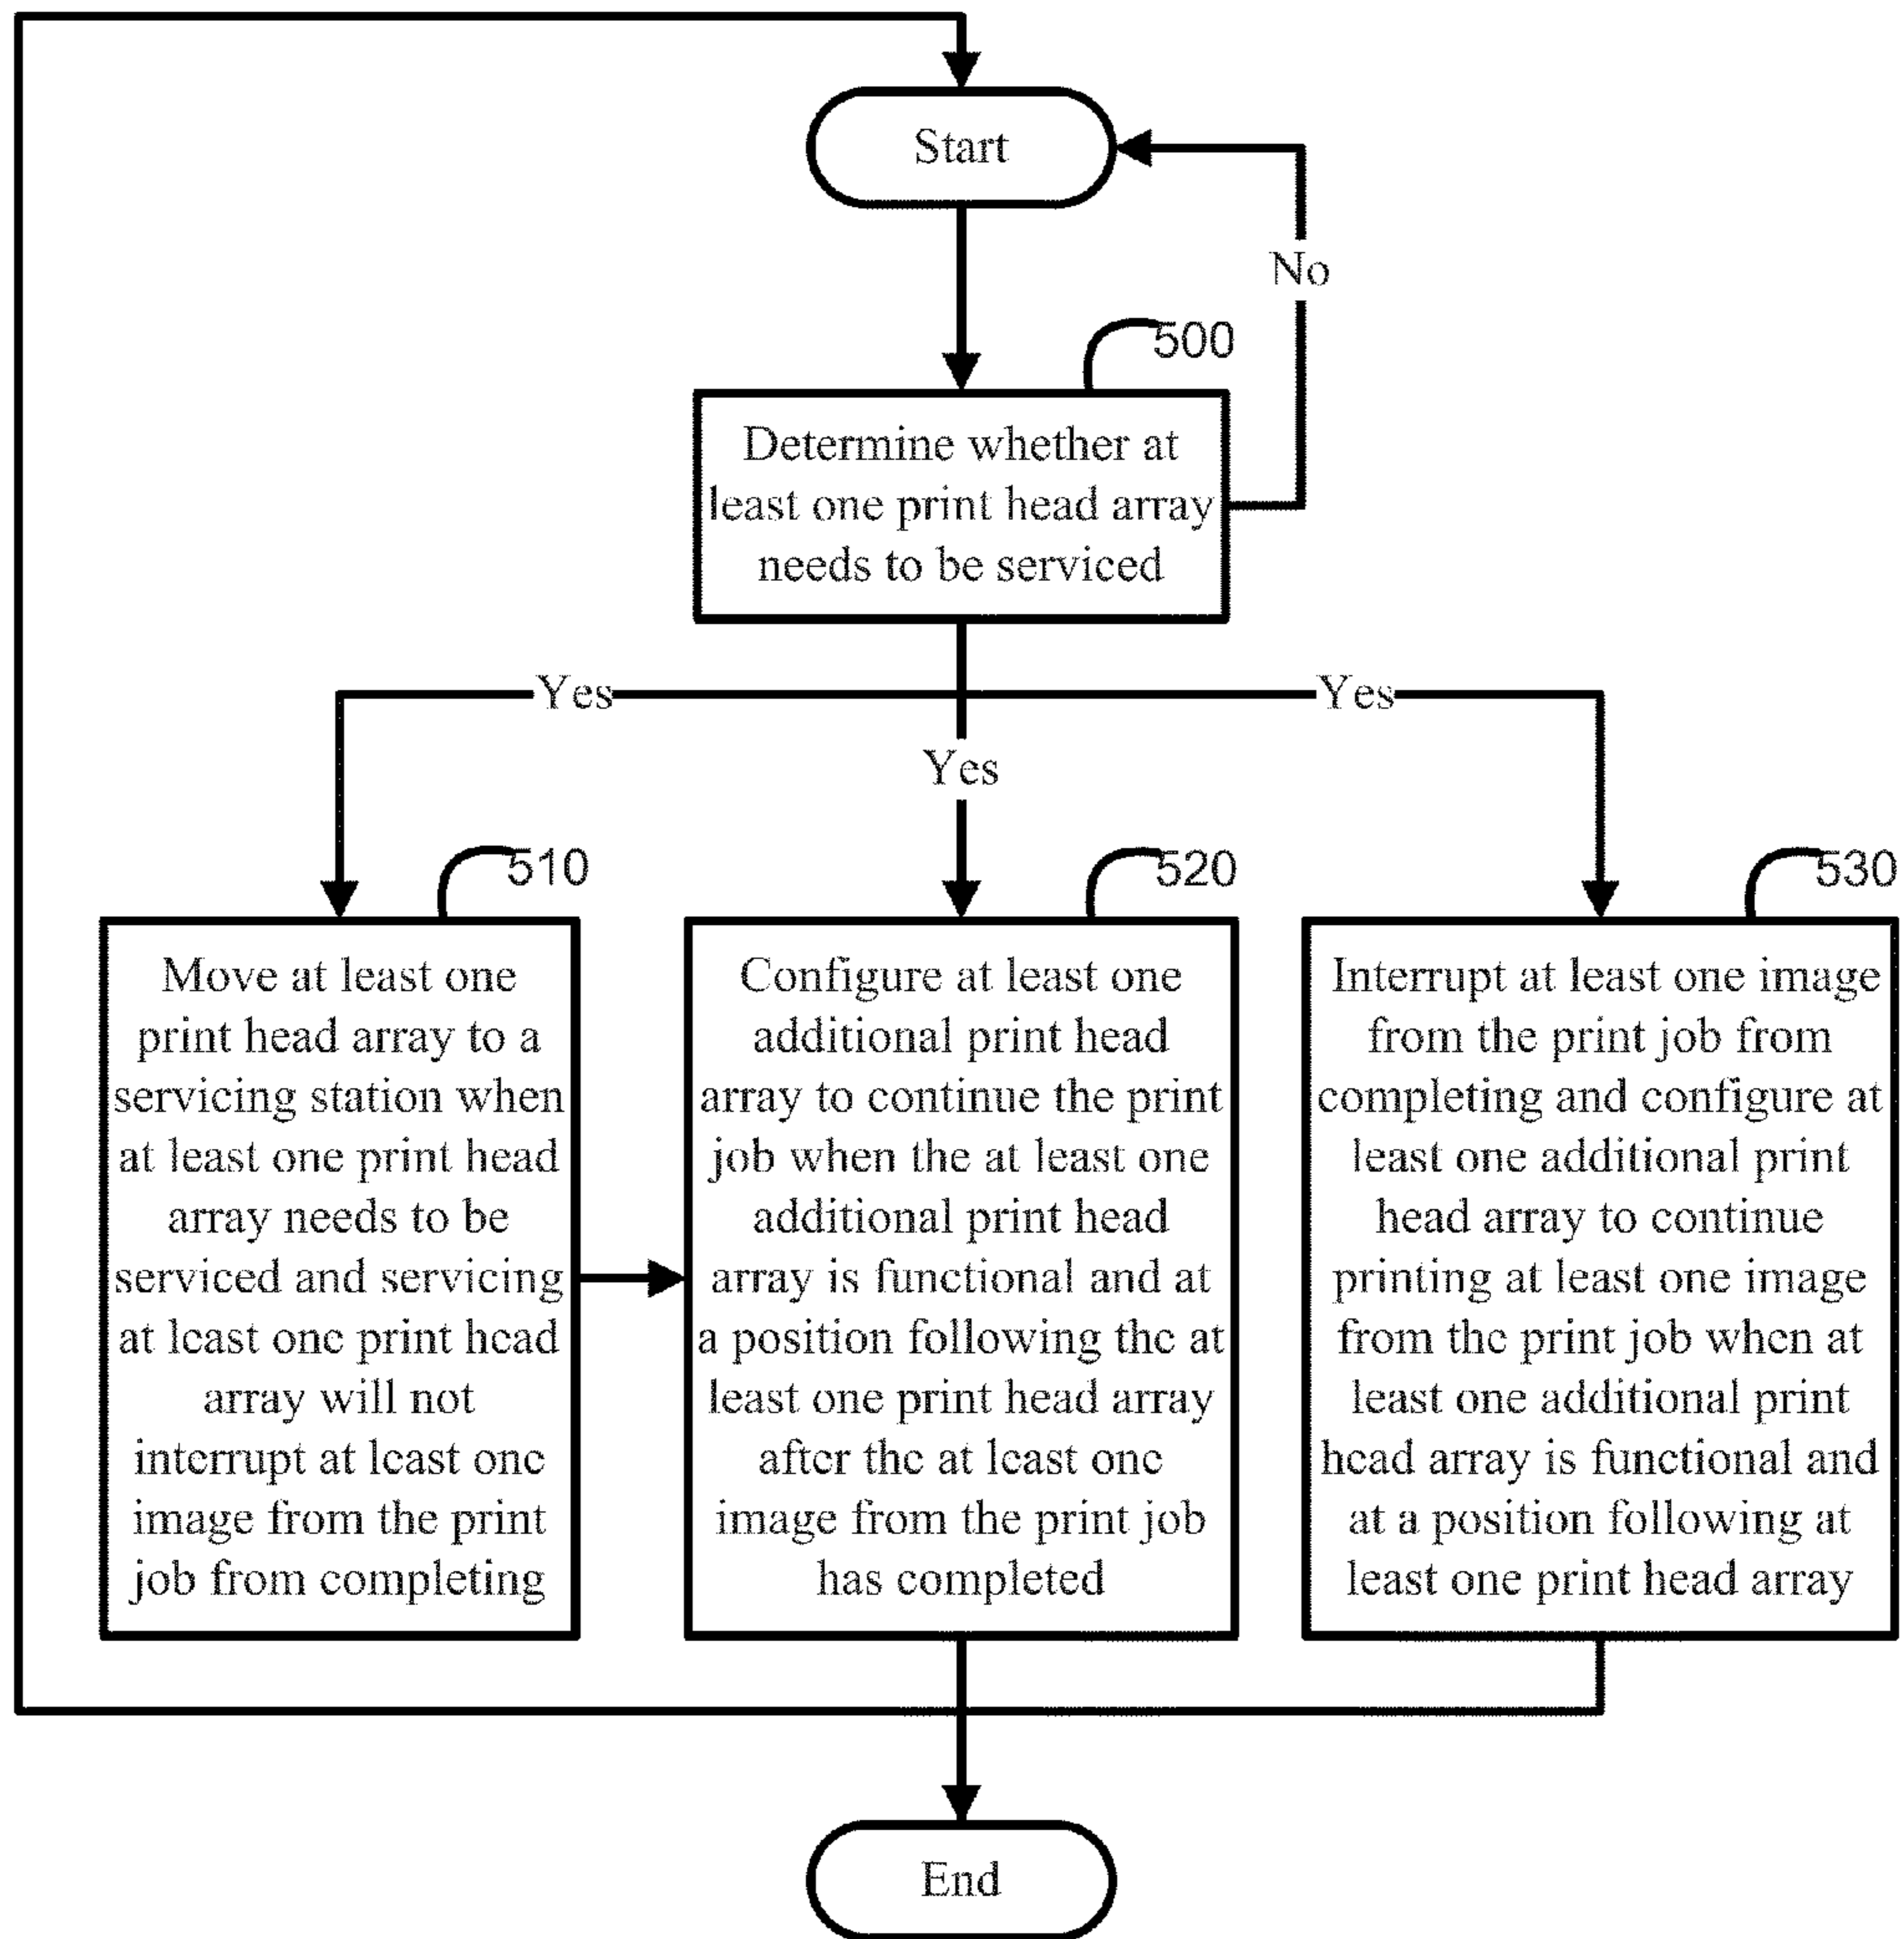 Start
No
500
Determine whether at
least one print head array
needs to be serviced
Yes
Yes
Yes
510
Move at least one
print head array to a
servicing station when
at least one print head
array needs to be
serviced and servicing
at least one print head
array will not
interrupt at least one
image from the print
job from completing
520
Configure at least one
additional print head
array to continue the print
job when the at least one
additional print head
array is functional and at
a position following the at
least one print head array
after the at least one
image from the print job
has completed
530
Interrupt at least one image
from the print job from
completing and configure at
least one additional print
head array to continue
printing at least one image
from the print job when at
least one additional print
head array is functional and
at a position following at
least one print head array
End